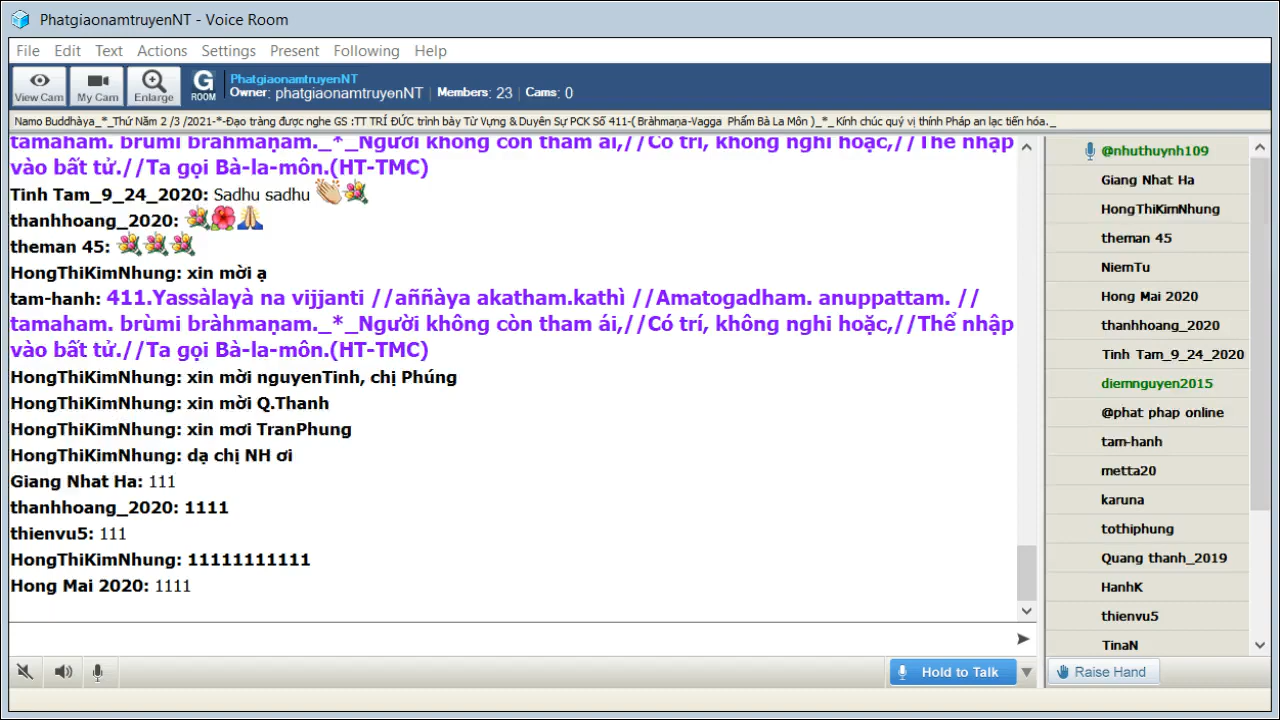 PhatgiaonamtruyenNT - Voice Room
File Edit Text Actions Settings Present Following Help
View Cam
My Cam
Enlarge
G
ROOM
PhatgiaonamtruyenNT
Owner: phatgiaonamtruyenNT | Members: 23 | Cams: 0
Namo Buddhàya_*_Thứ Năm 2 /3 /2021-*-Đạo tràng được nghe GS :TT TRÍ ĐỨC trình bày Từ Vựng & Duyên Sự PCK Số 411-( Bràhmaṇa-Vagga Phẩm Bà La Môn )_*_ Kính chúc quý vị thính Pháp an lạc tiến hóa._
tamaham. brùmi bràhmaṇam._*_Người không còn tham ái,//Có trí, không nghi hoặc,//Thể nhập
vào bất tử.//Ta gọi Bà-la-môn.(HT-TMC)
Tinh Tam_9_24_2020: Sadhu sadhu
thanhhoang_2020:
theman 45:
HongThiKimNhung: xin mời ạ
tam-hanh: 411.Yassàlayà na vijjanti //aññàya akatham.kathì //Amatogadham. anuppattam. //
tamaham. brùmi bràhmaṇam._*_Người không còn tham ái,//Có trí, không nghi hoặc,//Thể nhập
vào bất tử.//Ta gọi Bà-la-môn.(HT-TMC)
HongThiKimNhung: xin mời nguyenTinh, chị Phúng
HongThiKimNhung: xin mời Q.Thanh
HongThiKimNhung: xin mơi TranPhung
HongThiKimNhung: dạ chị NH ơi
Giang Nhat Ha: 111
thanhhoang_2020: 1111
thienvu5: 111
HongThiKimNhung: 11111111111
Hong Mai 2020: 1111
@nhuthuynh109
Giang Nhat Ha
HongThiKimNhung
theman 45
NiemTu
Hong Mai 2020
thanhhoang_2020
Tinh Tam_9_24_2020
diemnguyen2015
@phat phap online
tam-hanh
metta20
karuna
tothiphung
Quang thanh_2019
HanhK
thienvu5
TinaN
Hold to Talk
Raise Hand